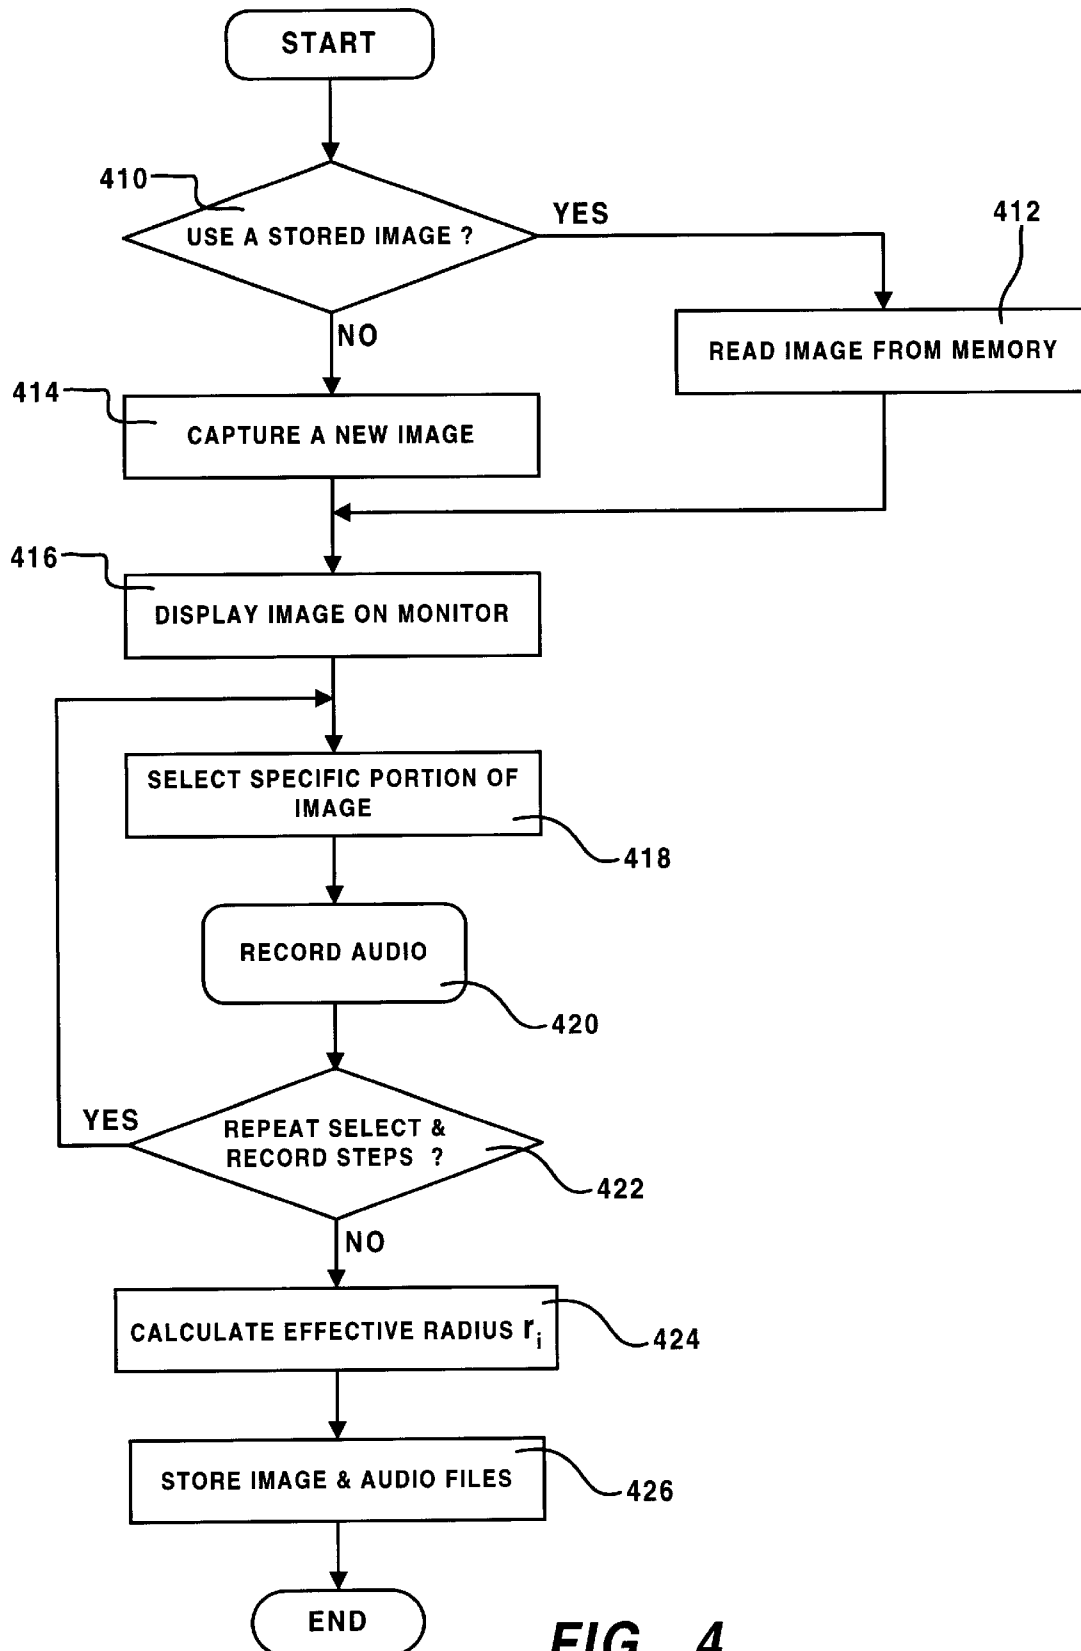 START
410
USE A STORED IMAGE ?
YES
412
NO
READ IMAGE FROM MEMORY
414
CAPTURE A NEW IMAGE
416
DISPLAY IMAGE ON MONITOR
SELECT SPECIFIC PORTION OF
IMAGE
418
RECORD AUDIO
420
YES
REPEAT SELECT &
RECORD STEPS ?
422
NO
CALCULATE EFFECTIVE RADIUS ri
424
STORE IMAGE & AUDIO FILES
426
END
FIG. 4